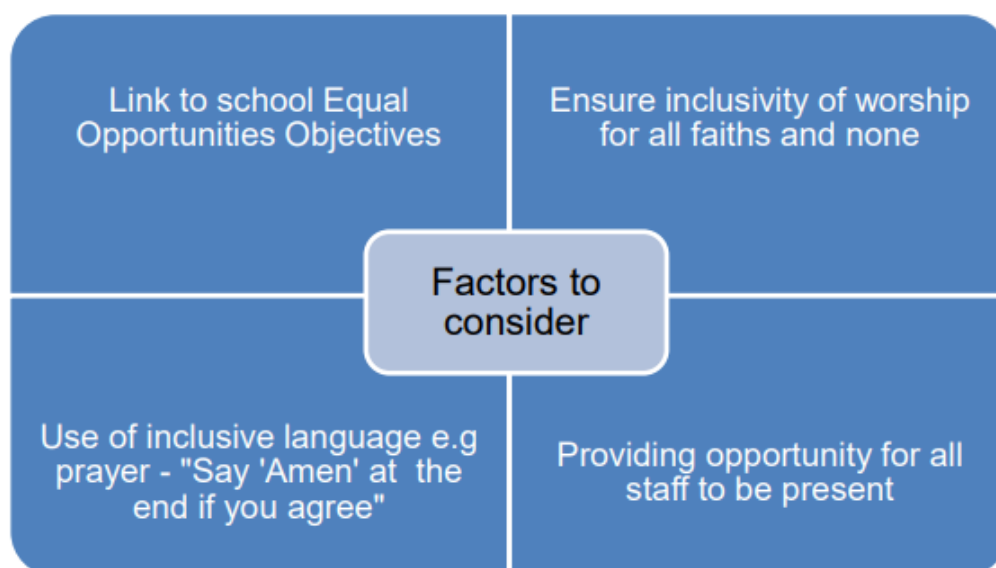 Link to school Equal
Opportunities Objectives
Ensure inclusivity of worship
for all faiths and none
Factors to
consider
Use of inclusive language e.g
prayer - "Say 'Amen' at the
end if you agree"
Providing opportunity for all
staff to be present